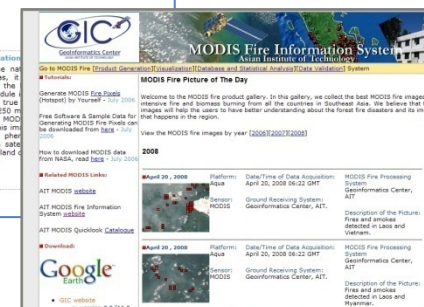 GIC
Geoinformatics Center
MODIS Fire Information System
Asian Institute of Technology
Go to MODIS Fire [Product Generation][Visualization][Database and Statistical Analysis][Data Validation] System
Tutorials:
Generate MODIS Fire Pixels
(Hotspot) by Yourself - July 2006
Free Software & Sample Data for
Generating MODIS Fire Pixels can
be downloaded from here - July
2006
How to download MODIS data
from NASA, read here - July 2006
Related MODIS Links:
AIT MODIS website
AIT MODIS Fire Information
System website
AIT MODIS Quicklook Catalogue
Download:
Google
Earth
GIC website
MODIS Fire Picture of The Day
Welcome to the MODIS fire product gallery. In this gallery, we collect the best MODIS fire images
intensive fire and biomass burning from all the countries in Southeast Asia. We believe that
images will help the users to have better understanding about the forest fire disasters and its im
that happens in the region.
View the MODIS fire images by year [2006][2007][2008]
2008
April 20, 2008
Platform:
Aqua
Sensor:
MODIS
Date/Time of Data Acquisition:
April 20, 2008 06:22 GMT
Ground Receiving System:
Geoinformatics Center, AIT.
MODIS Fire Processing
System
Geoinformatics Center,
AIT
Description of the Picture:
Fires and smokes
detected in Laos and
Vietnam.
April 20, 2008
Platform:
Aqua
Sensor:
MODIS
Date/Time of Data Acquisition:
April 20, 2008 06:22 GMT
Ground Receiving System:
Geoinformatics Center, AIT.
MODIS Fire Processing
System
Geoinformatics Center,
AIT
Description of the Picture:
Fires and smokes
detected in Laos and
Myanmar.